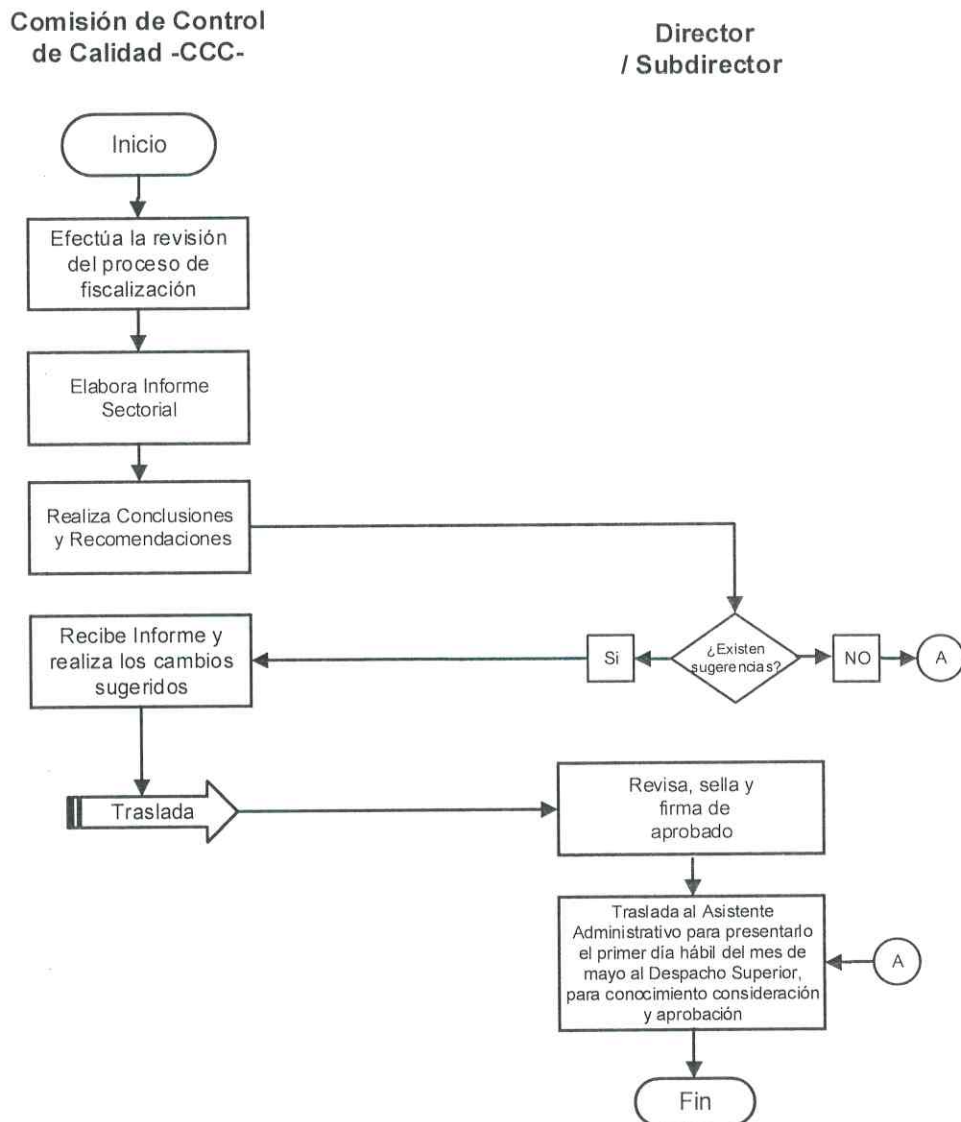 Comisión de Control
de Calidad -CCC-
Director
/ Subdirector
Inicio
Efectúa la revisión
del proceso de
fiscalización
Elabora Informe
Sectorial
Realiza Conclusiones
y Recomendaciones
Recibe Informe y
realiza los cambios
sugeridos
Si
¿Existen
sugerencias?
NO
A
Traslada
Revisa, sella y
firma de
aprobado
Traslada al Asistente
Administrativo para presentarlo
el primer día hábil del mes de
mayo al Despacho Superior,
para conocimiento consideración
y aprobación
A
Fin